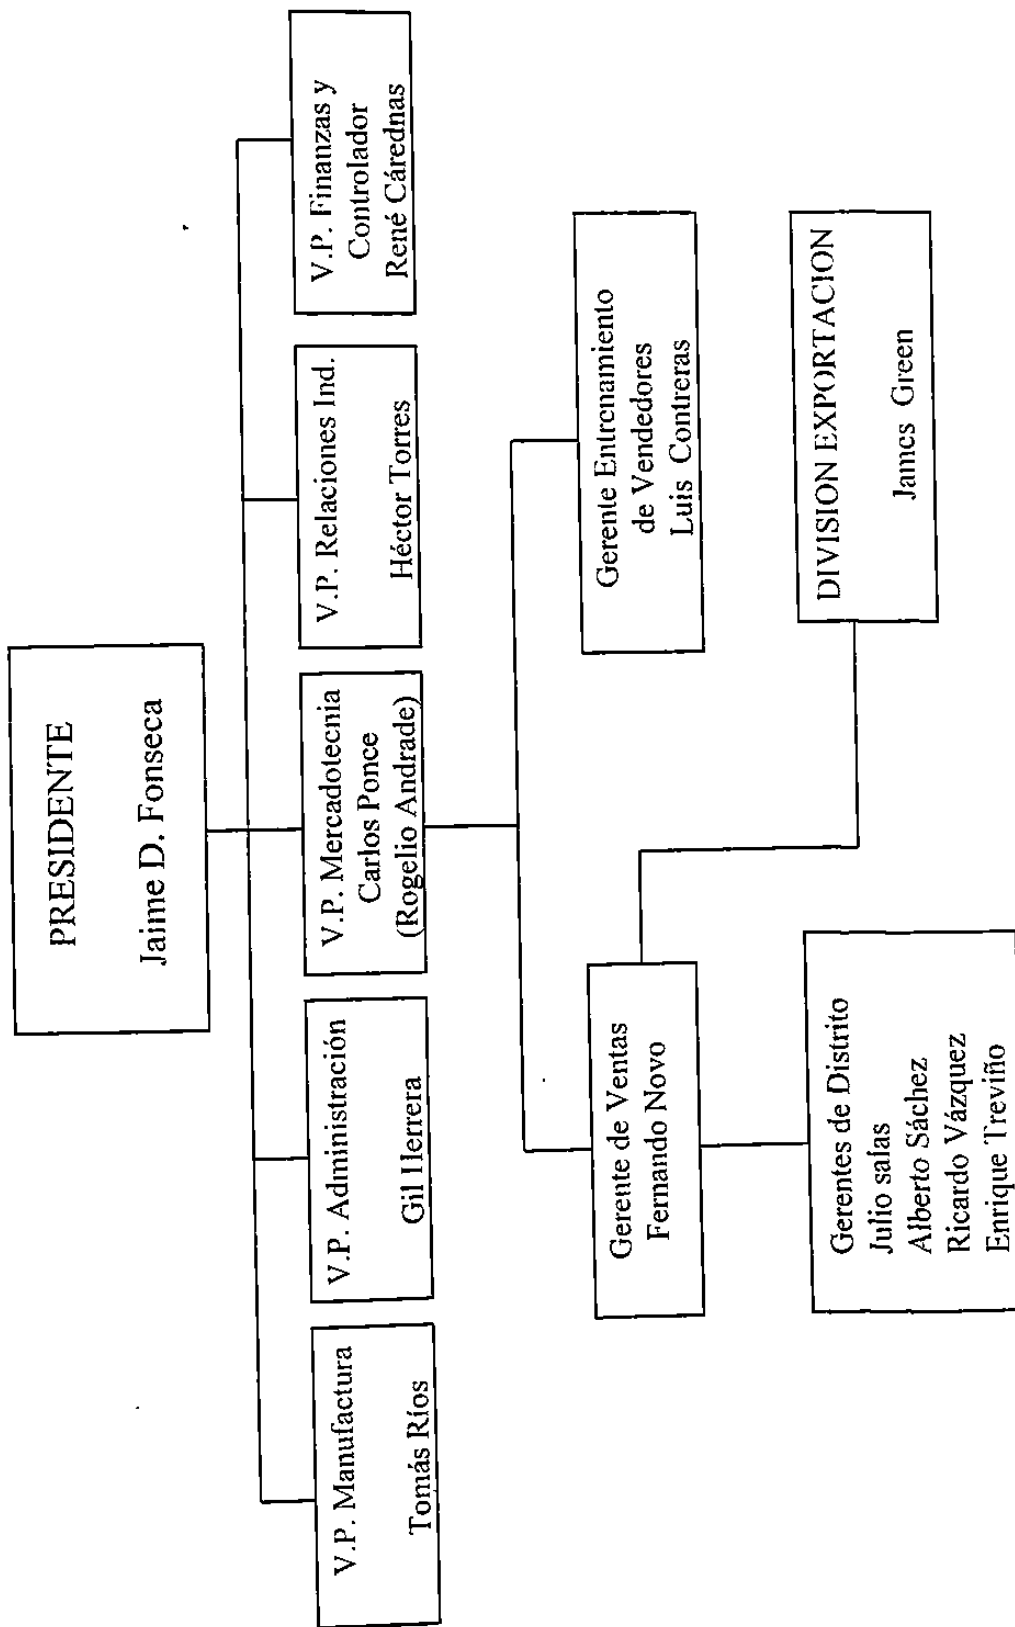 PRESIDENTE
Jaime D. Fonseca
V.P. Manufactura
Tomás Ríos
V.P. Administración
Gil Herrera
V.P. Mercadotecnia
Carlos Ponce
(Rogelio Andrade)
V.P. Relaciones Ind.
Héctor Torres
V.P. Finanzas y
Controlador
René Cárednas
Gerente de Ventas
Fernando Novo
Gerente Entrenamiento
de Vendedores
Luis Contreras
Gerentes de Distrito
Julio salas
Alberto Sáchez
Ricardo Vázquez
Enrique Treviño
DIVISION EXPORTACION
James Green